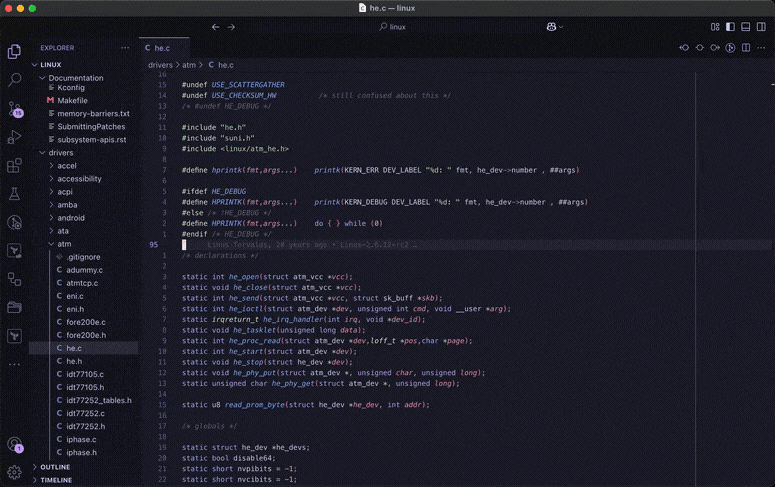 he.c — linux
linux
EXPLORER
he.c
LINUX
drivers › atm › C he.c
Documentation
Kconfig
Makefile
memory-barriers.txt
SubmittingPatches
subsystem-apis.rst
drivers
accel
accessibility
acpi
amba
android
ata
atm
.gitignore
adummy.c
atmtcp.c
eni.c
eni.h
fore200e.c
fore200e.h
he.c
he.h
idt77105.c
idt77105.h
idt77252_tables.h
idt77252.c
idt77252.h
iphase.c
iphase.h
OUTLINE
TIMELINE
15
1
16
15 #undef USE_SCATTERGATHER
14 #undef USE_CHECKSUM_HW /* still confused about this */
13 /* #undef HE_DEBUG */
12
11 #include "he.h"
10 #include "suni.h"
9 #include <linux/atm_he.h>
8
7 #define hprintk(fmt,args...) printk(KERN_ERR DEV_LABEL "%d: " fmt, he_dev->number , ##args)
6
5 #ifdef HE_DEBUG
4 #define HPRINTK(fmt,args...) printk(KERN_DEBUG DEV_LABEL "%d: " fmt, he_dev->number , ##args)
3 #else /* !HE_DEBUG */
2 #define HPRINTK(fmt,args...) do { } while (0)
1 #endif /* HE_DEBUG */
95 Linus Torvalds, 20 years ago • Linux-2.6.12-rc2 …
1 /* declarations */
2
3 static int he_open(struct atm_vcc *vcc);
4 static void he_close(struct atm_vcc *vcc);
5 static int he_send(struct atm_vcc *vcc, struct sk_buff *skb);
6 static int he_ioctl(struct atm_dev *dev, unsigned int cmd, void __user *arg);
7 static irqreturn_t he_irq_handler(int irq, void *dev_id);
8 static void he_tasklet(unsigned long data);
9 static int he_proc_read(struct atm_dev *dev,loff_t *pos,char *page);
10 static int he_start(struct atm_dev *dev);
11 static void he_stop(struct he_dev *dev);
12 static void he_phy_put(struct atm_dev *, unsigned char, unsigned long);
13 static unsigned char he_phy_get(struct atm_dev *, unsigned long);
14
15 static u8 read_prom_byte(struct he_dev *he_dev, int addr);
16
17 /* globals */
18
19 static struct he_dev *he_devs;
20 static bool disable64;
21 static short nvpibits = -1;
22 static short nvcibits = -1;